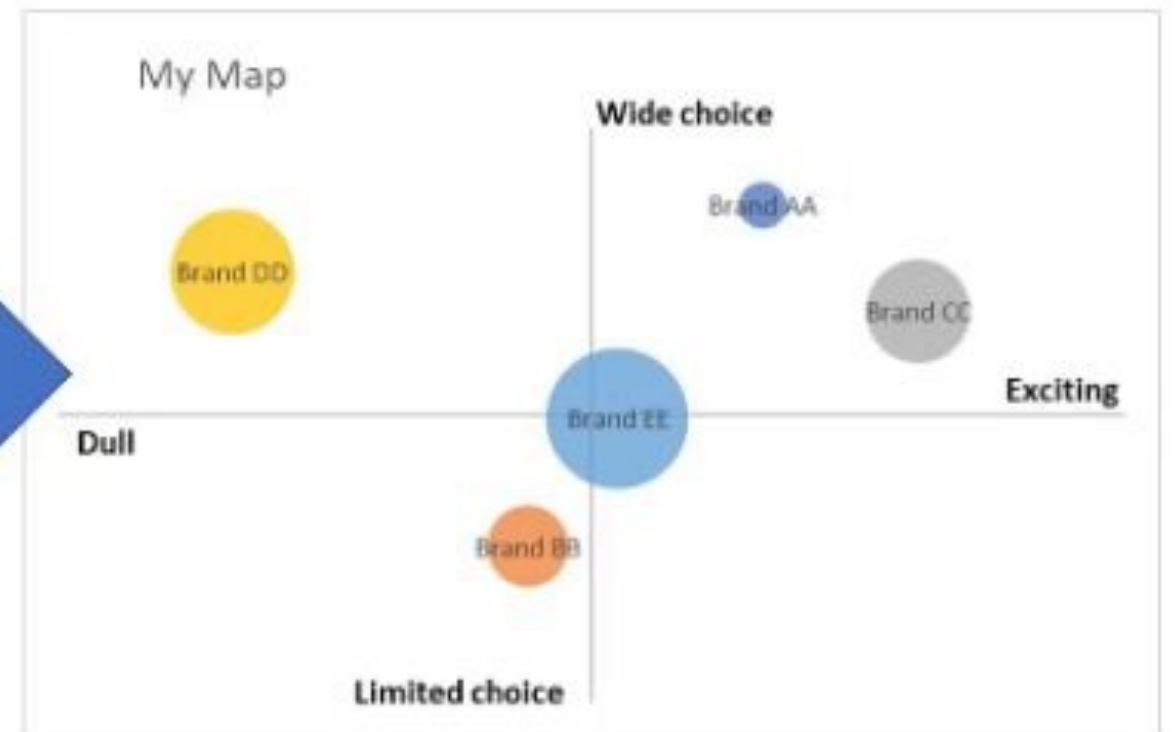 My Map
Wide choice
Brand AA
Brand DD
Brand CC
Exciting
Brand EE
Dull
Brand BB
Limited choice